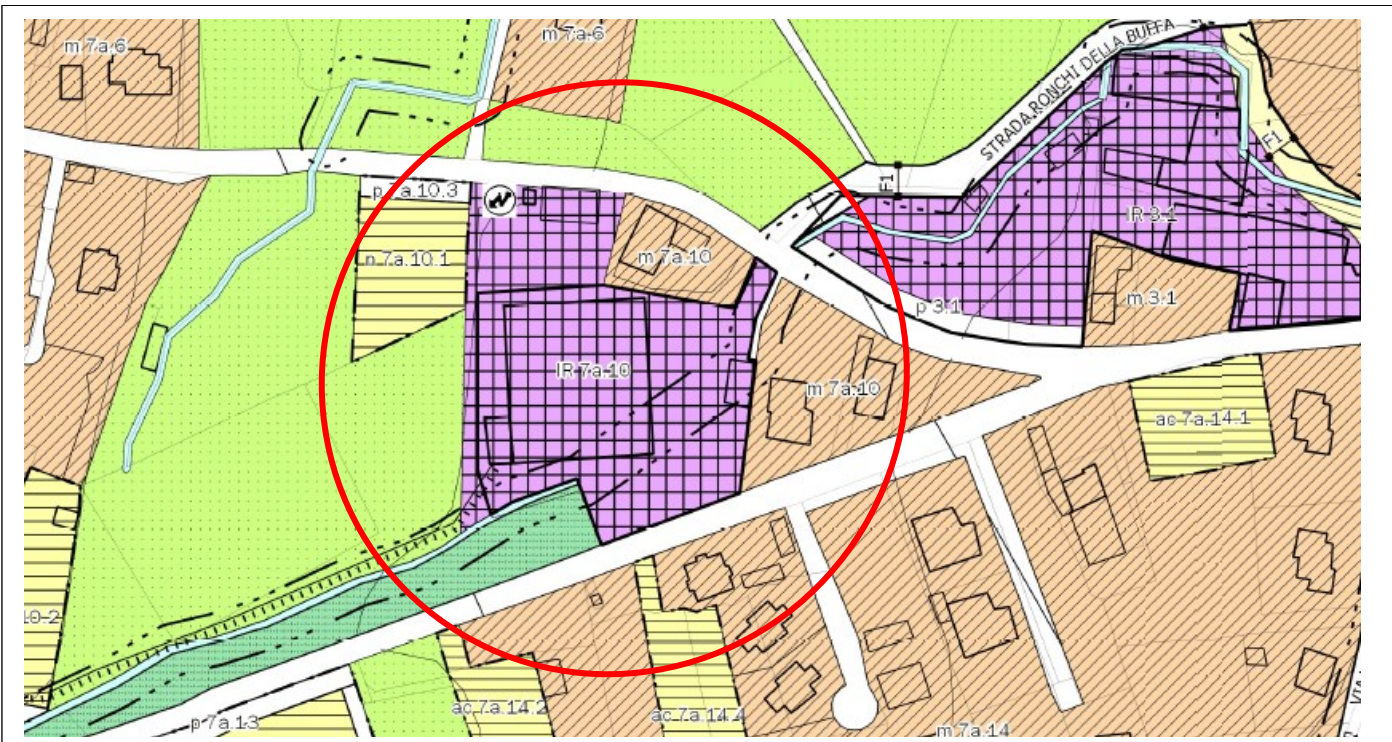 m 7a.6
m 7a.6
STRADA RONCHI DELLA BUFFA
F1
F1
p 7a.10.3
IR 3.1
p 7a.10.1
m 7a.10
m 3.1
p 3.1
IR 7a.10
m 7a.10
ac 7a.14.1
0.2
ac 7a.14.2
ac 7a.14.4
p 7a.13
m 7a.14